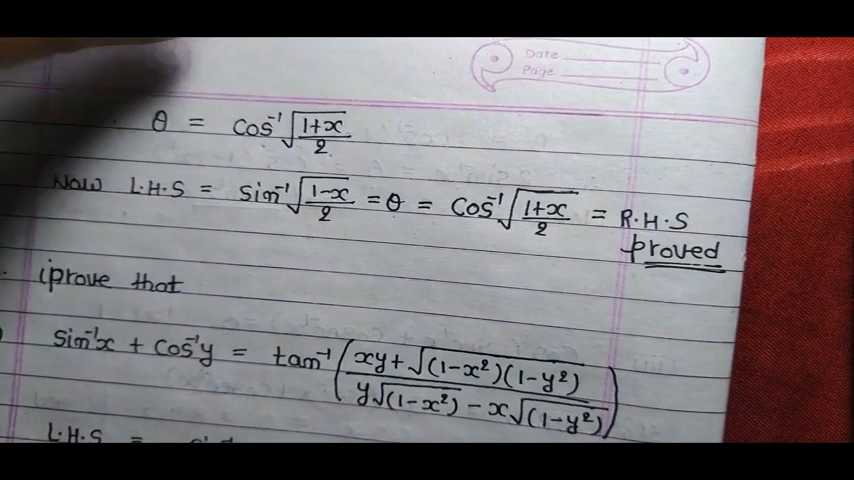 Date
Page
θ = Cos⁻¹ √(1+x)/2
Now L.H.S = Sin⁻¹ √(1-x)/2 = θ = Cos⁻¹ √(1+x)/2 = R.H.S
proved
(prove that
Sin⁻¹x + Cos⁻¹y = tan⁻¹ ( xy + √(1-x²)(1-y²) / y√(1-x²) - x√(1-y²) )
L.H.S =